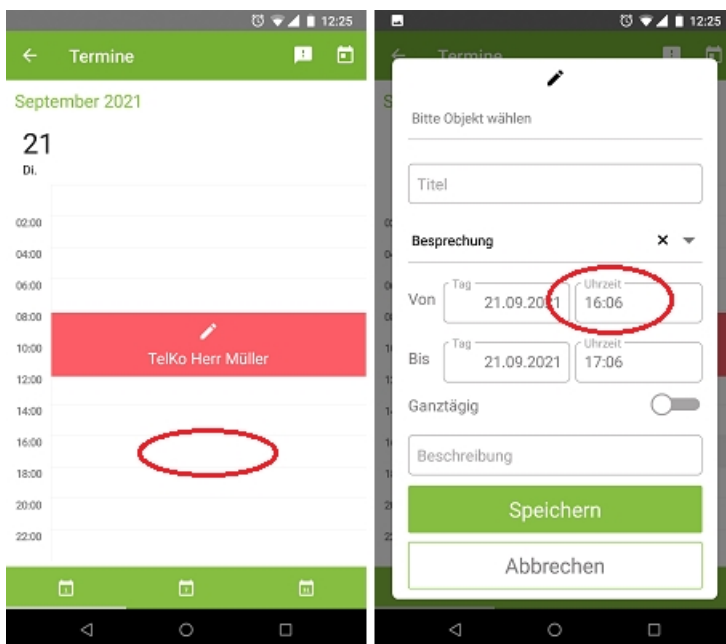 12:25
Termine
September 2021
21
Di.
02:00
04:00
06:00
08:00
10:00
TelKo Herr Müller
12:00
14:00
16:00
18:00
20:00
22:00
12:25
Termine
Bitte Objekt wählen
Titel
Besprechung
Von
Tag
21.09.2021
Uhrzeit
16:06
Bis
Tag
21.09.2021
Uhrzeit
17:06
Ganztägig
Beschreibung
Speichern
Abbrechen